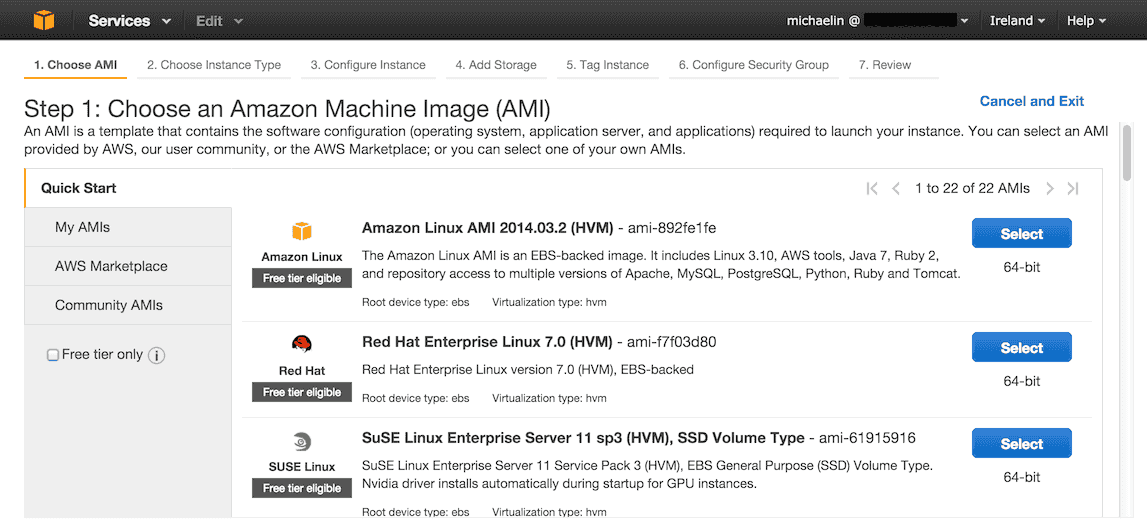 Services Edit michaelin @ Ireland Help
1. Choose AMI 2. Choose Instance Type 3. Configure Instance 4. Add Storage 5. Tag Instance 6. Configure Security Group 7. Review
Step 1: Choose an Amazon Machine Image (AMI)
Cancel and Exit
An AMI is a template that contains the software configuration (operating system, application server, and applications) required to launch your instance. You can select an AMI
provided by AWS, our user community, or the AWS Marketplace; or you can select one of your own AMIs.
Quick Start
My AMIs
AWS Marketplace
Community AMIs
Free tier only
1 to 22 of 22 AMIs
Amazon Linux
Free tier eligible
Amazon Linux AMI 2014.03.2 (HVM) - ami-892fe1fe
The Amazon Linux AMI is an EBS-backed image. It includes Linux 3.10, AWS tools, Java 7, Ruby 2,
and repository access to multiple versions of Apache, MySQL, PostgreSQL, Python, Ruby and Tomcat.
Root device type: ebs Virtualization type: hvm
Select
64-bit
Red Hat
Free tier eligible
Red Hat Enterprise Linux 7.0 (HVM) - ami-f7f03d80
Red Hat Enterprise Linux version 7.0 (HVM), EBS-backed
Root device type: ebs Virtualization type: hvm
Select
64-bit
SUSE Linux
Free tier eligible
SuSE Linux Enterprise Server 11 sp3 (HVM), SSD Volume Type - ami-61915916
SuSE Linux Enterprise Server 11 Service Pack 3 (HVM), EBS General Purpose (SSD) Volume Type.
Nvidia driver installs automatically during startup for GPU instances.
Root device type: ebs Virtualization type: hvm
Select
64-bit